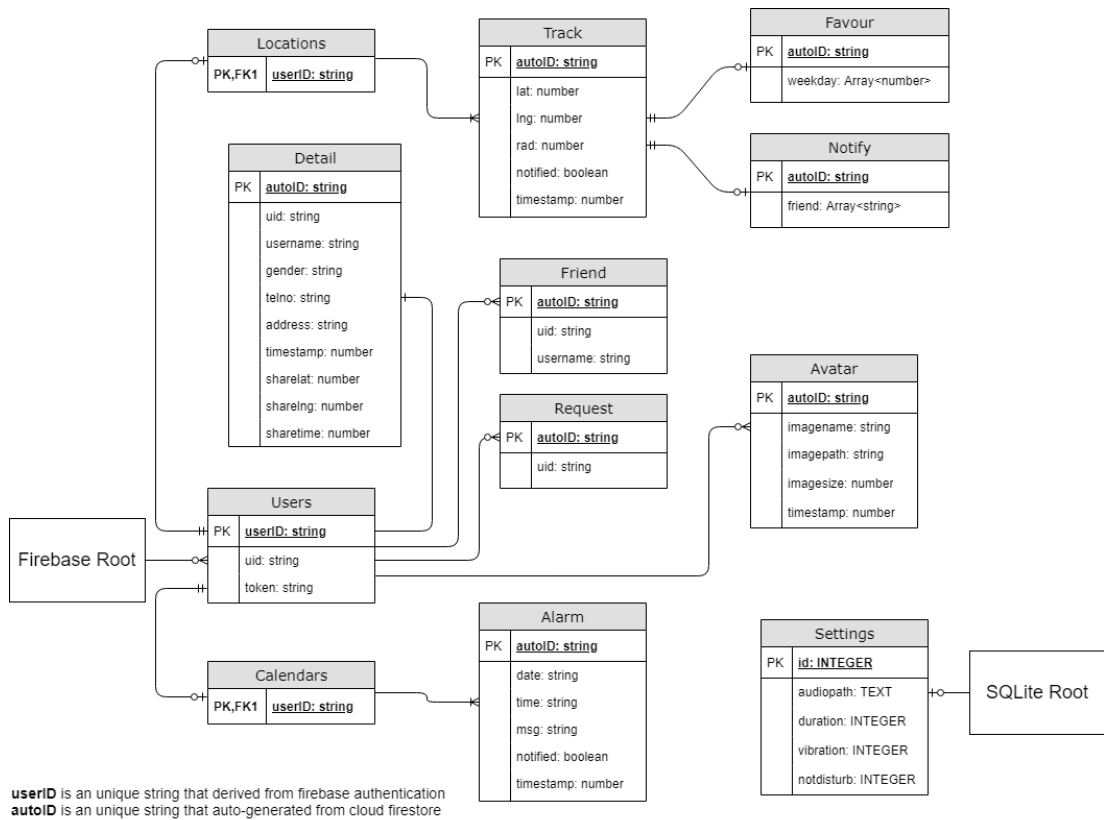 Locations
PK,FK1 userID: string
Track
PK autoID: string
lat: number
lng: number
rad: number
notified: boolean
timestamp: number
Favour
PK autoID: string
weekday: Array<number>
Notify
PK autoID: string
friend: Array<string>
Detail
PK autoID: string
uid: string
username: string
gender: string
telno: string
address: string
timestamp: number
sharelat: number
sharelng: number
sharetime: number
Friend
PK autoID: string
uid: string
username: string
Request
PK autoID: string
uid: string
Avatar
PK autoID: string
imagename: string
imagepath: string
imagesize: number
timestamp: number
Firebase Root
Users
PK userID: string
uid: string
token: string
Calendars
PK,FK1 userID: string
Alarm
PK autoID: string
date: string
time: string
msg: string
notified: boolean
timestamp: number
Settings
PK id: INTEGER
audiopath: TEXT
duration: INTEGER
vibration: INTEGER
notdisturb: INTEGER
SQLite Root
userID is an unique string that derived from firebase authentication
autoID is an unique string that auto-generated from cloud firestore